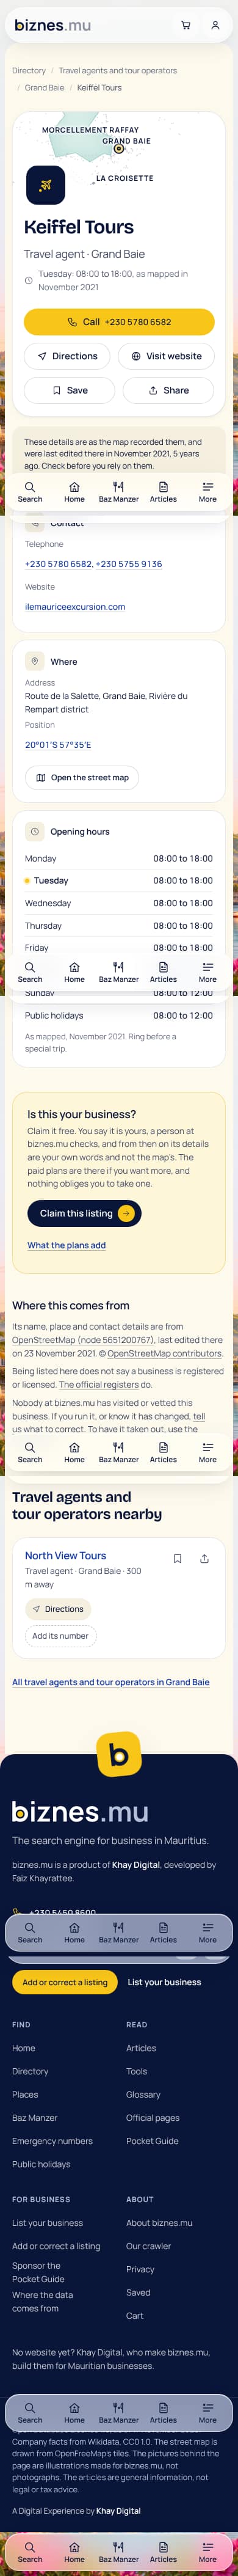 biznes.mu
Directory / Travel agents and tour operators
/ Grand Baie / Keiffel Tours
MORCELLEMENT RAFFAY
GRAND BAIE
LA CROISETTE
Keiffel Tours
Travel agent · Grand Baie
Tuesday: 08:00 to 18:00, as mapped in
November 2021
Call +230 5780 6582
Directions Visit website
Save Share
These details are as the map recorded them, and
were last edited there in November 2021, 5 years
ago. Check before you rely on them.
Search Home Baz Manzer Articles More
Contact
Telephone
+230 5780 6582, +230 5755 9136
Website
ilemauriceexcursion.com
Where
Address
Route de la Salette, Grand Baie, Rivière du
Rempart district
Position
20°01'S 57°35'E
Open the street map
Opening hours
Monday 08:00 to 18:00
Tuesday 08:00 to 18:00
Wednesday 08:00 to 18:00
Thursday 08:00 to 18:00
Friday 08:00 to 18:00
Search Home Baz Manzer Articles More
Sunday 08:00 to 12:00
Public holidays 08:00 to 12:00
As mapped, November 2021. Ring before a
special trip.
Is this your business?
Claim it free. You say it is yours, a person at
biznes.mu checks, and from then on its details
are your own words and not the map's. The
paid plans are there if you want more, and
nothing obliges you to take one.
Claim this listing
What the plans add
Where this comes from
Its name, place and contact details are from
OpenStreetMap (node 5651200767), last edited there
on 23 November 2021. © OpenStreetMap contributors.
Being listed here does not say a business is registered
or licensed. The official registers do.
Nobody at biznes.mu has visited or vetted this
business. If you run it, or know it has changed, tell
us what to correct. To have it taken out, use the
Search Home Baz Manzer Articles More
Travel agents and
tour operators nearby
North View Tours
Travel agent · Grand Baie · 300
m away
Directions
Add its number
All travel agents and tour operators in Grand Baie
b
biznes.mu
The search engine for business in Mauritius.
biznes.mu is a product of Khay Digital, developed by
Faiz Khayrattee.
+230 5450 8600
Search Home Baz Manzer Articles More
Add or correct a listing List your business
FIND READ
Home Articles
Directory Tools
Places Glossary
Baz Manzer Official pages
Emergency numbers Pocket Guide
Public holidays
FOR BUSINESS ABOUT
List your business About biznes.mu
Add or correct a listing Our crawler
Sponsor the
Pocket Guide
Privacy
Where the data
comes from
Saved
Cart
No website yet? Khay Digital, who make biznes.mu,
build them for Mauritian businesses.
Search Home Baz Manzer Articles More
Company facts from Wikidata, CC0 1.0. The street map is
drawn from OpenFreeMap's tiles. The pictures behind the
page are illustrations made for biznes.mu, not
photographs. The articles are general information, not
legal or tax advice.
A Digital Experience by Khay Digital
Search Home Baz Manzer Articles More